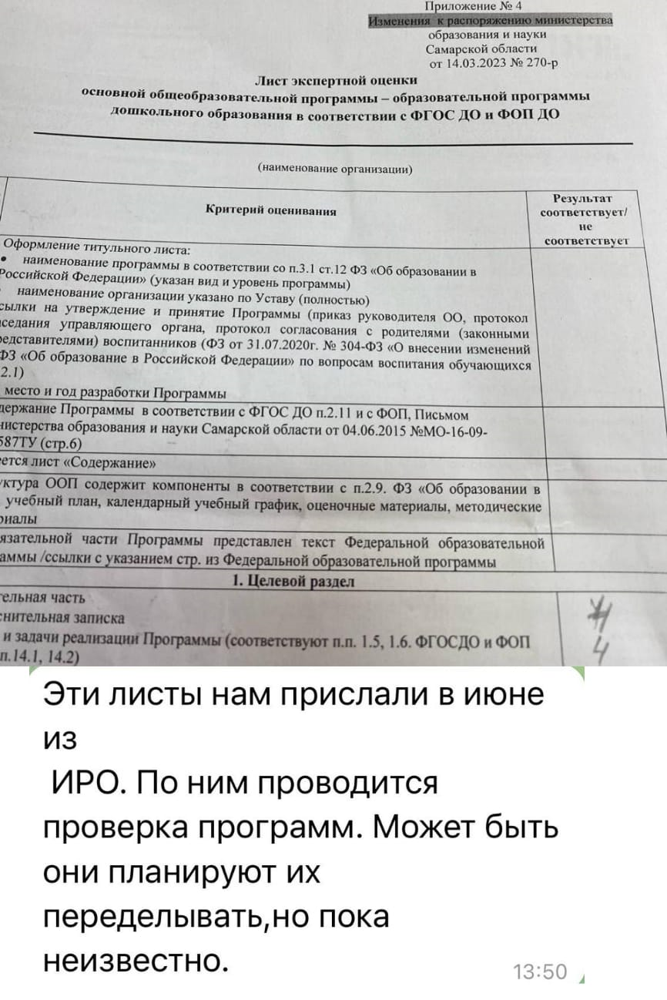 Приложение № 4
Изменения к распоряжению министерства
образования и науки
Самарской области
от 14.03.2023 № 270-р
Лист экспертной оценки
основной общеобразовательной программы – образовательной программы
дошкольного образования в соответствии с ФГОС ДО и ФОП ДО
(наименование организации)
Критерий оценивания
Результат
соответствует/
не
соответствует
Оформление титульного листа:
• наименование программы в соответствии со п.3.1 ст.12 ФЗ «Об образовании в
Российской Федерации» (указан вид и уровень программы)
наименование организации указано по Уставу (полностью)
сылки на утверждение и принятие Программы (приказ руководителя ОО, протокол
аседания управляющего органа, протокол согласования с родителями (законными
редставителями) воспитанников (ФЗ от 31.07.2020г. № 304-ФЗ «О внесении изменений
ФЗ «Об образование в Российской Федерации» по вопросам воспитания обучающихся
2.1)
место и год разработки Программы
держание Программы в соответствии с ФГОС ДО п.2.11 и с ФОП, Письмом
нистерства образования и науки Самарской области от 04.06.2015 №МО-16-09-
587ТУ (стр.6)
еется лист «Содержание»
ктура ООП содержит компоненты в соответствии с п.2.9. ФЗ «Об образовании в
учебный план, календарный учебный график, оценочные материалы, методические
риалы
язательной части Программы представлен текст Федеральной образовательной
аммы /ссылки с указанием стр. из Федеральной образовательной программы
1. Целевой раздел
ельная часть
нительная записка
и задачи реализации Программы (соответствуют п.п. 1.5, 1.6. ФГОСДО и ФОП
п.14.1, 14.2)
4
Эти листы нам прислали в июне
из
ИРО. По ним проводится
проверка программ. Может быть
они планируют их
переделывать,но пока
неизвестно.
13:50